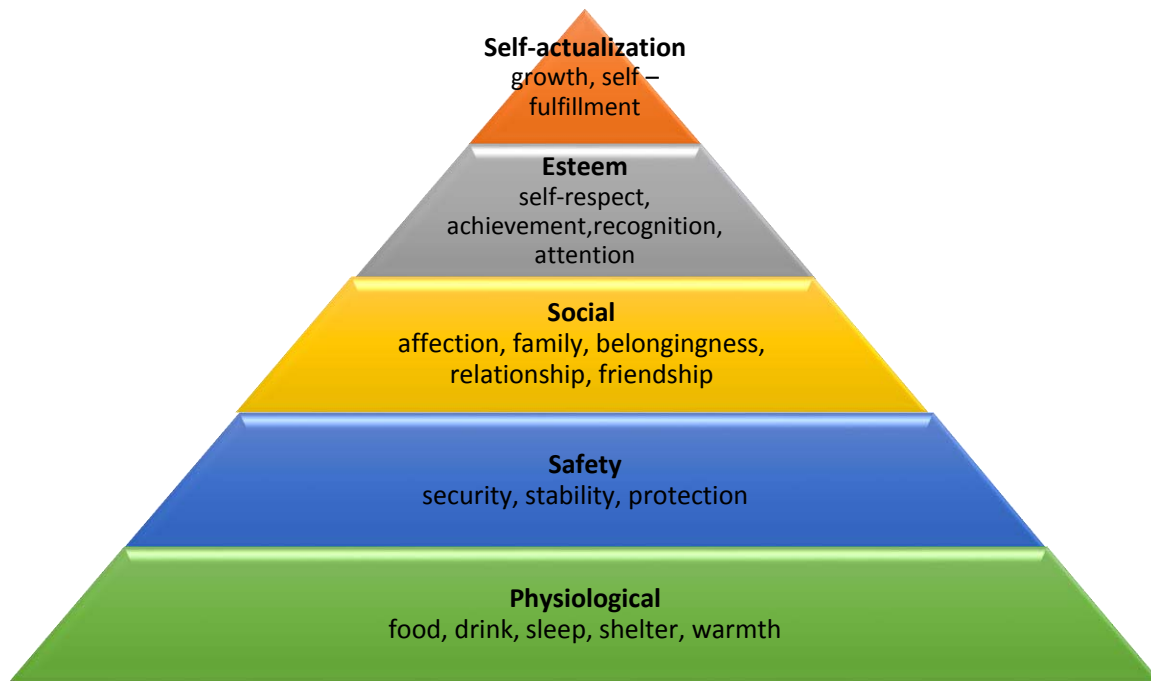 Self-actualization
growth, self –
fulfillment
Esteem
self-respect,
achievement,recognition,
attention
Social
affection, family, belongingness,
relationship, friendship
Safety
security, stability, protection
Physiological
food, drink, sleep, shelter, warmth